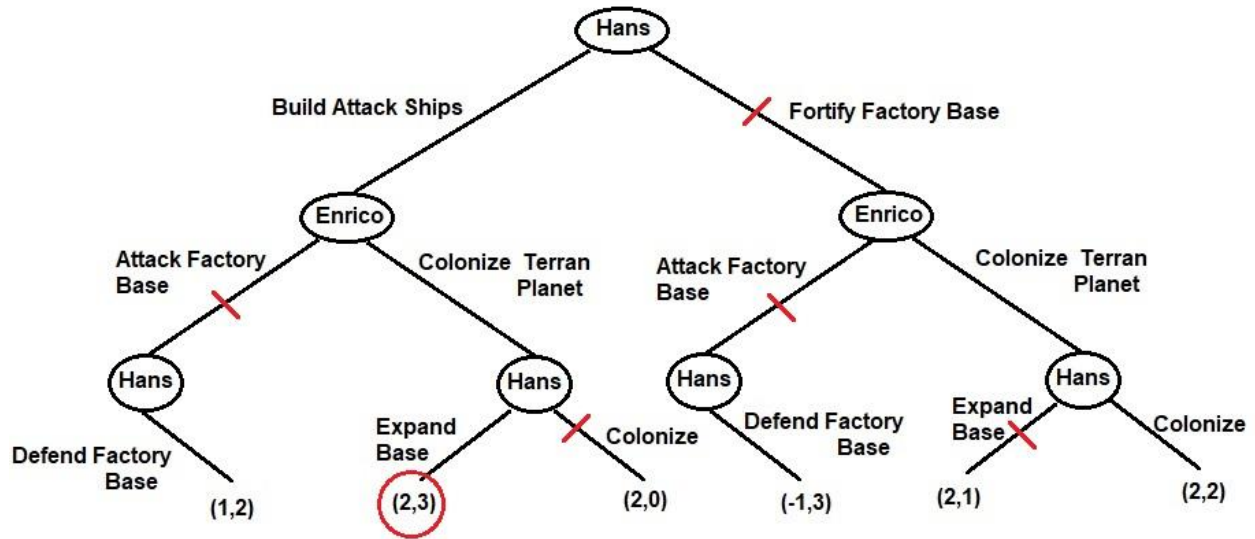 Hans
Build Attack Ships
Fortify Factory Base
Enrico
Enrico
Attack Factory
Base
Colonize Terran
Planet
Attack Factory
Base
Colonize Terran
Planet
Hans
Hans
Hans
Hans
Defend Factory
Base
Expand
Base
Colonize
Defend Factory
Base
Expand
Base
Colonize
(1,2)
(2,3)
(2,0)
(-1,3)
(2,1)
(2,2)